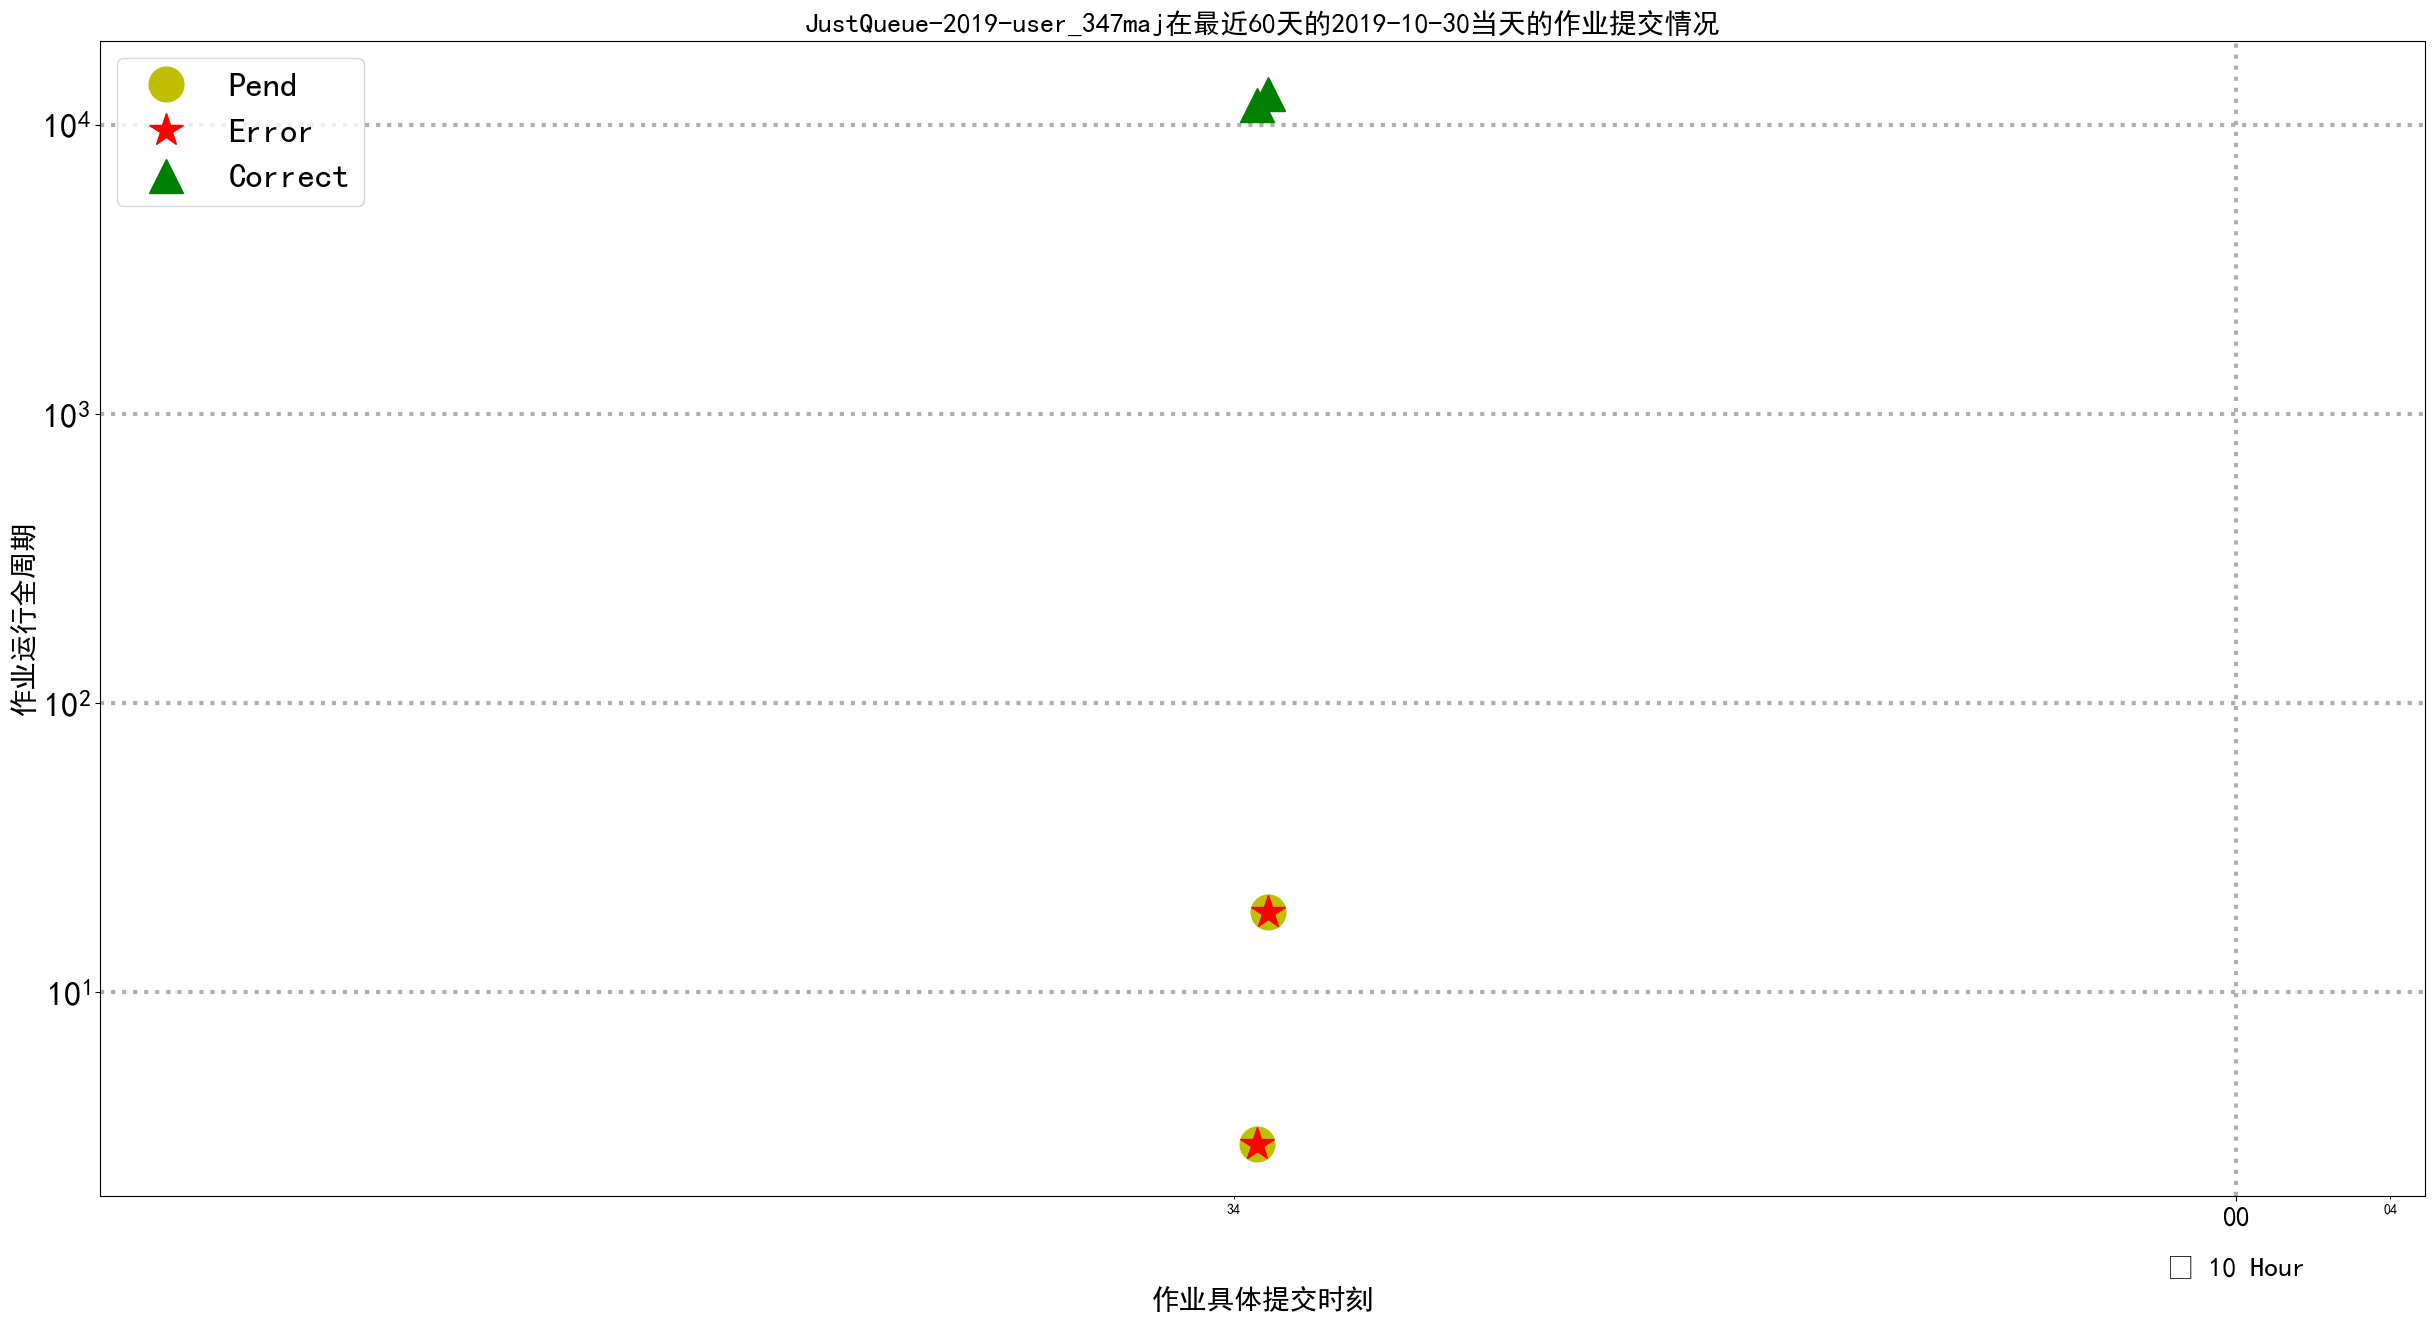 JustQueue-2019-user_347maj在最近60天的2019-10-30当天的作业提交情况
Pend
Error
Correct
10⁴
10³
10²
10¹
作业运行全周期
34
00
04
□ 10 Hour
作业具体提交时刻